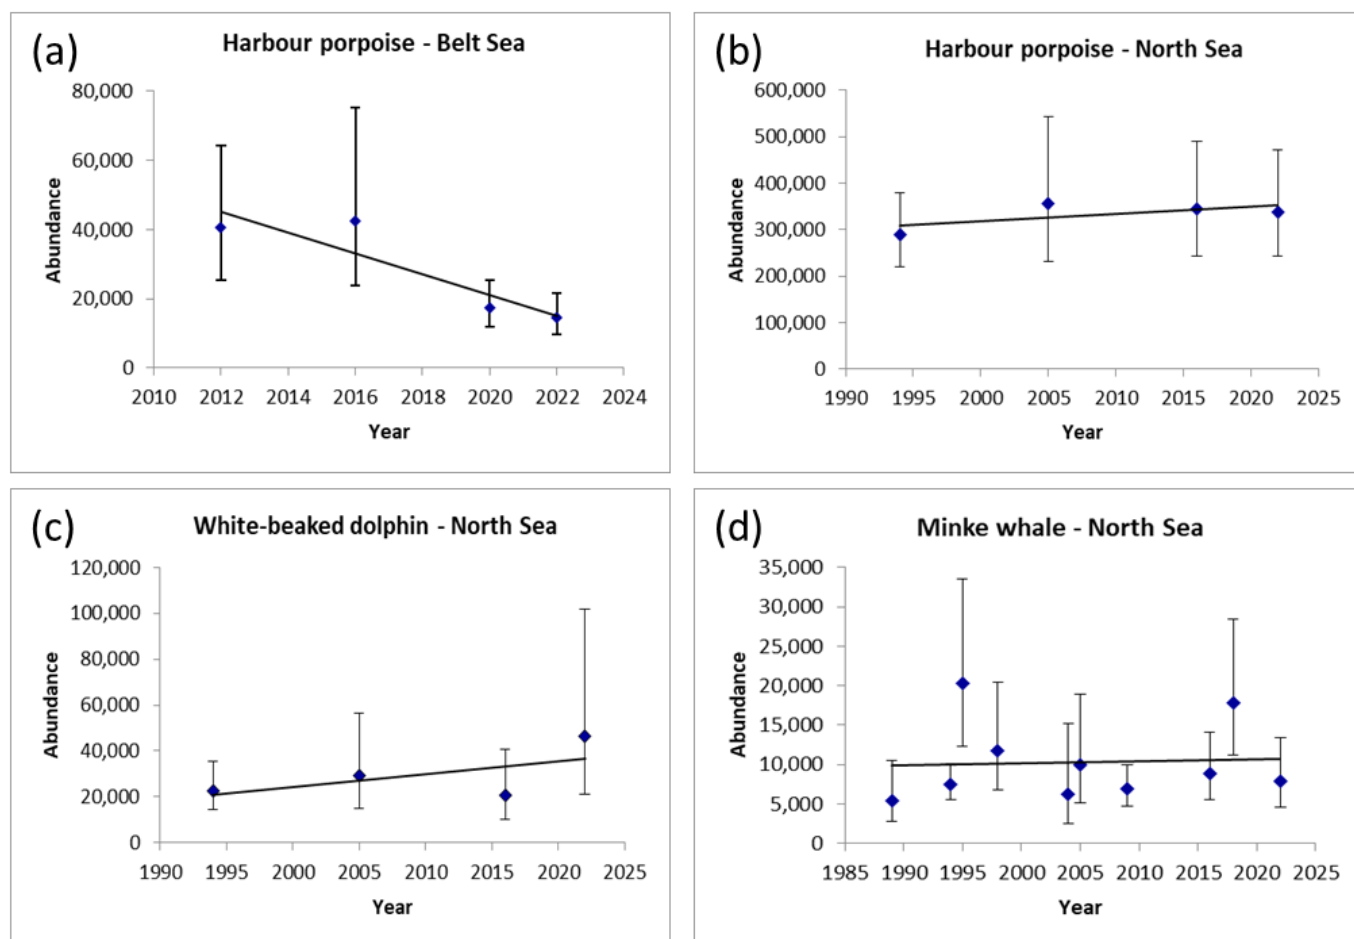 (a)
Harbour porpoise - Belt Sea
80,000
60,000
40,000
20,000
0
Abundance
2010 2012 2014 2016 2018 2020 2022 2024
Year
(b)
Harbour porpoise - North Sea
600,000
500,000
400,000
300,000
200,000
100,000
0
Abundance
1990 1995 2000 2005 2010 2015 2020 2025
Year
(c)
White-beaked dolphin - North Sea
120,000
100,000
80,000
60,000
40,000
20,000
0
Abundance
1990 1995 2000 2005 2010 2015 2020 2025
Year
(d)
Minke whale - North Sea
35,000
30,000
25,000
20,000
15,000
10,000
5,000
0
Abundance
1985 1990 1995 2000 2005 2010 2015 2020 2025
Year